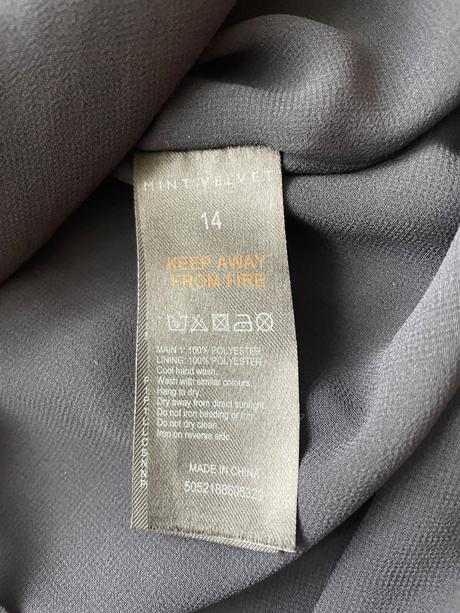 MINT VELVET
14
KEEP AWAY
FROM FIRE
MAIN 1: 100% POLYESTER
LINING: 100% POLYESTER
Cool hand wash.
Wash with similar colours.
Hang to dry.
Dry away from direct sunlight.
Do not iron beading or trim.
Do not dry clean.
Iron on reverse side.
MADE IN CHINA